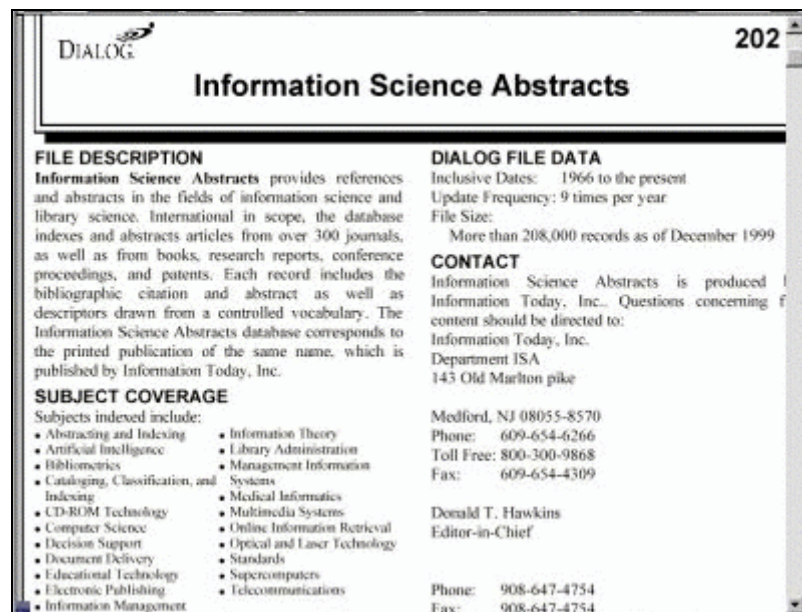 DIALOG
202
Information Science Abstracts
FILE DESCRIPTION
Information Science Abstracts provides references
and abstracts in the fields of information science and
library science. International in scope, the database
indexes and abstracts articles from over 300 journals,
as well as from books, research reports, conference
proceedings, and patents. Each record includes the
bibliographic citation and abstract as well as
descriptors drawn from a controlled vocabulary. The
Information Science Abstracts database corresponds to
the printed publication of the same name, which is
published by Information Today, Inc.
SUBJECT COVERAGE
Subjects indexed include:
• Abstracting and Indexing
• Artificial Intelligence
• Bibliometrics
• Cataloging, Classification, and
Indexing
• CD-ROM Technology
• Computer Science
• Decision Support
• Document Delivery
• Educational Technology
• Electronic Publishing
• Information Management
• Information Theory
• Library Administration
• Management Information
Systems
• Medical Informatics
• Multimedia Systems
• Online Information Retrieval
• Optical and Laser Technology
• Standards
• Supercomputers
• Telecommunications
DIALOG FILE DATA
Inclusive Dates: 1966 to the present
Update Frequency: 9 times per year
File Size:
More than 208,000 records as of December 1999
CONTACT
Information Science Abstracts is produced
Information Today, Inc.. Questions concerning
content should be directed to:
Information Today, Inc.
Department ISA
143 Old Marlton pike
Medford, NJ 08055-8570
Phone: 609-654-6266
Toll Free: 800-300-9868
Fax: 609-654-4309
Donald T. Hawkins
Editor-in-Chief
Phone: 908-647-4754
Fax: 908-647-4754